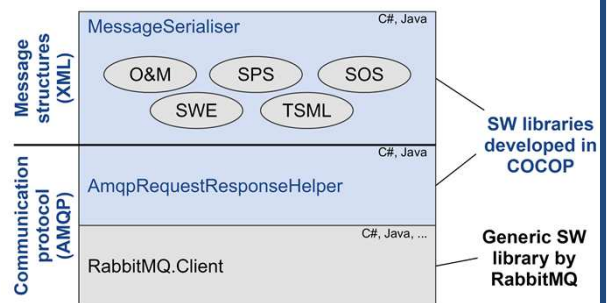 Message
structures
(XML)
C#, Java
MessageSerialiser
O&M
SPS
SOS
SWE
TSML
Communication
protocol
(AMQP)
C#, Java
AmqpRequestResponseHelper
C#, Java, ...
RabbitMQ.Client
SW libraries
developed in
COCOP
Generic SW
library by
RabbitMQ